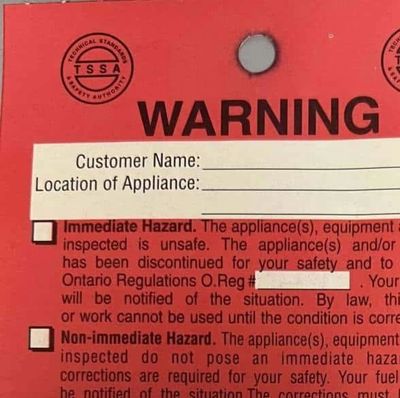 TECHNICAL STANDARDS
TSSA
& SAFETY AUTHORITY
WARNING
Customer Name:
Location of Appliance:
Immediate Hazard. The appliance(s), equipment
inspected is unsafe. The appliance(s) and/or
has been discontinued for your safety and to
Ontario Regulations O.Reg #
. Your
will be notified of the situation. By law, thi
or work cannot be used until the condition is corre
Non-immediate Hazard. The appliance(s), equipment
inspected do not pose an immediate haza
corrections are required for your safety. Your fuel
be notified of the situation.The corrections must